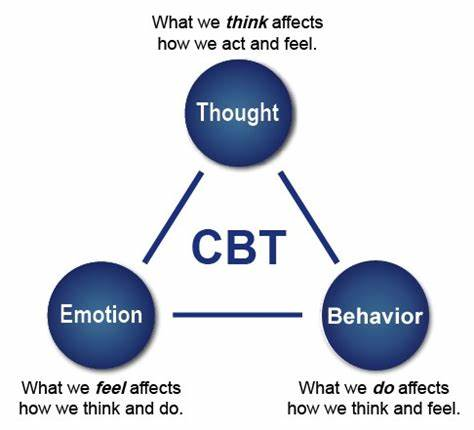 What we think affects
how we act and feel.
Thought
CBT
Emotion
Behavior
What we feel affects
how we think and do.
What we do affects
how we think and feel.